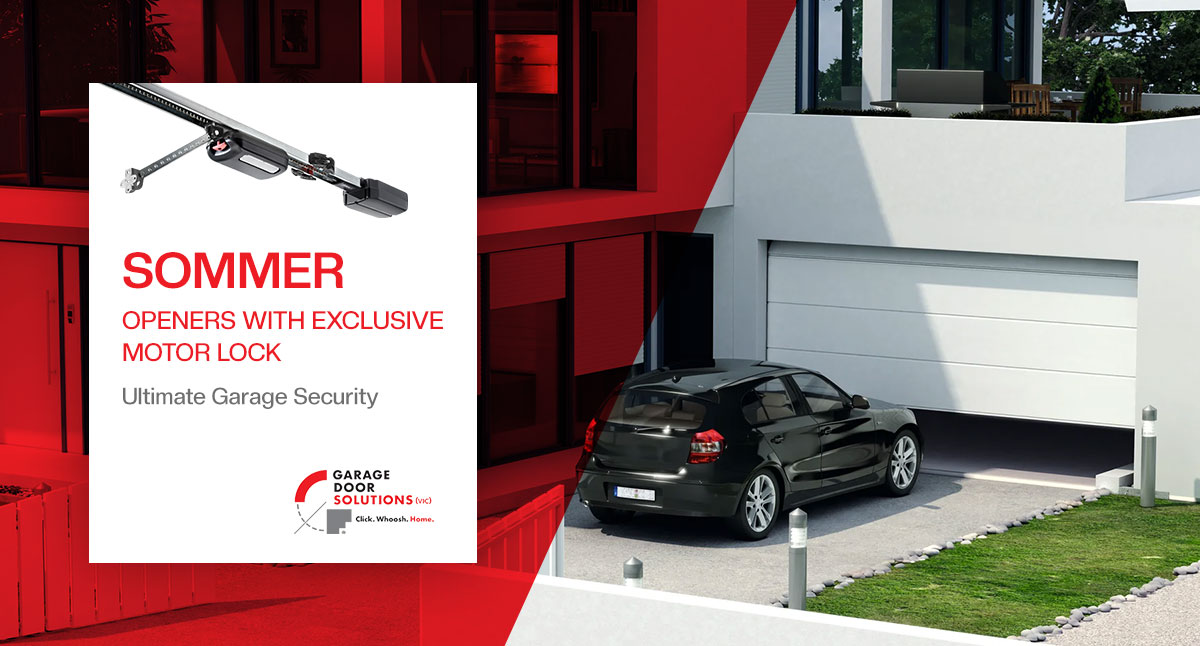 SOMMER
OPENERS WITH EXCLUSIVE
MOTOR LOCK
Ultimate Garage Security
GARAGE
DOOR
SOLUTIONS (VIC)
Click. Whoosh. Home.